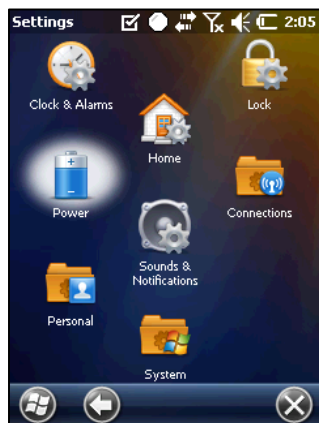 Settings 2:05
Clock & Alarms
Lock
Home
Power
Connections
Sounds &
Notifications
Personal
System